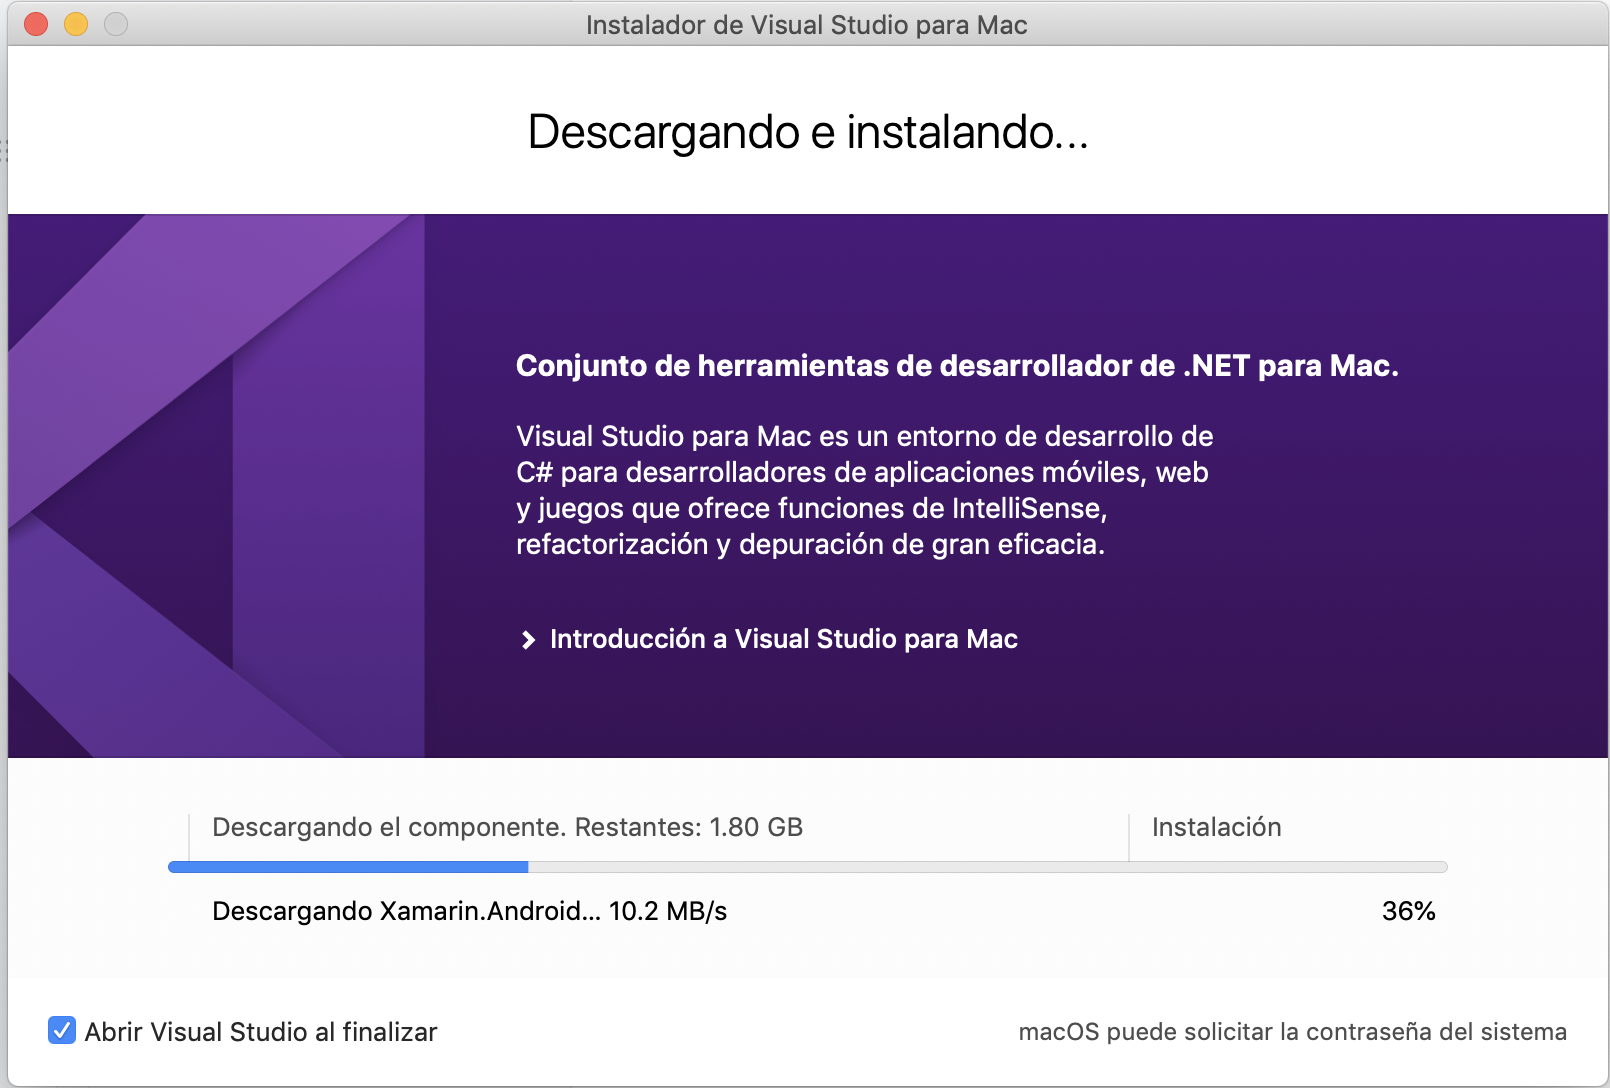 Instalador de Visual Studio para Mac
Descargando e instalando...
Conjunto de herramientas de desarrollador de .NET para Mac.
Visual Studio para Mac es un entorno de desarrollo de
C# para desarrolladores de aplicaciones móviles, web
y juegos que ofrece funciones de IntelliSense,
refactorización y depuración de gran eficacia.
Introducción a Visual Studio para Mac
Descargando el componente. Restantes: 1.80 GB
Instalación
Descargando Xamarin.Android... 10.2 MB/s
36%
Abrir Visual Studio al finalizar
macOS puede solicitar la contraseña del sistema